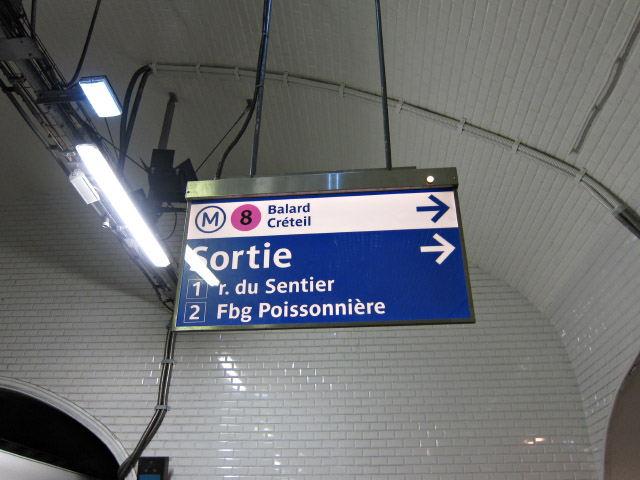 M 8 Balard
Créteil
Sortie
1 r. du Sentier
2 Fbg Poissonnière